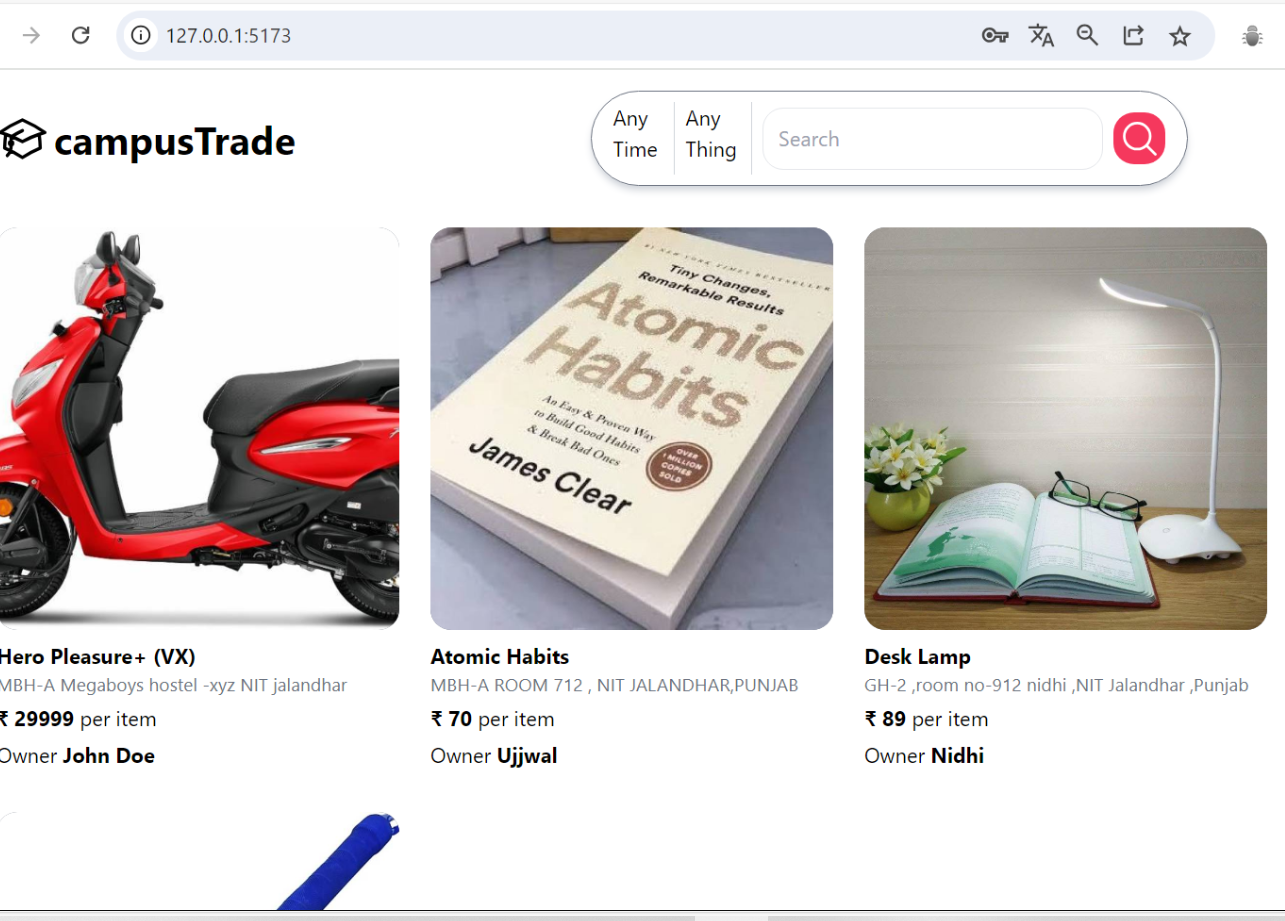 127.0.0.1:5173
campusTrade
Any
Time
Any
Thing
Search
#1 NEW YORK TIMES BESTSELLER
Tiny Changes,
Remarkable Results
Atomic
Habits
An Easy & Proven Way
to Build Good Habits
& Break Bad Ones
James Clear
OVER
1 MILLION
COPIES
SOLD
Hero Pleasure+ (VX)
MBH-A Megaboys hostel -xyz NIT jalandhar
₹ 29999 per item
Owner John Doe
Atomic Habits
MBH-A ROOM 712 , NIT JALANDHAR,PUNJAB
₹ 70 per item
Owner Ujjwal
Desk Lamp
GH-2 ,room no-912 nidhi ,NIT Jalandhar ,Punjab
₹ 89 per item
Owner Nidhi